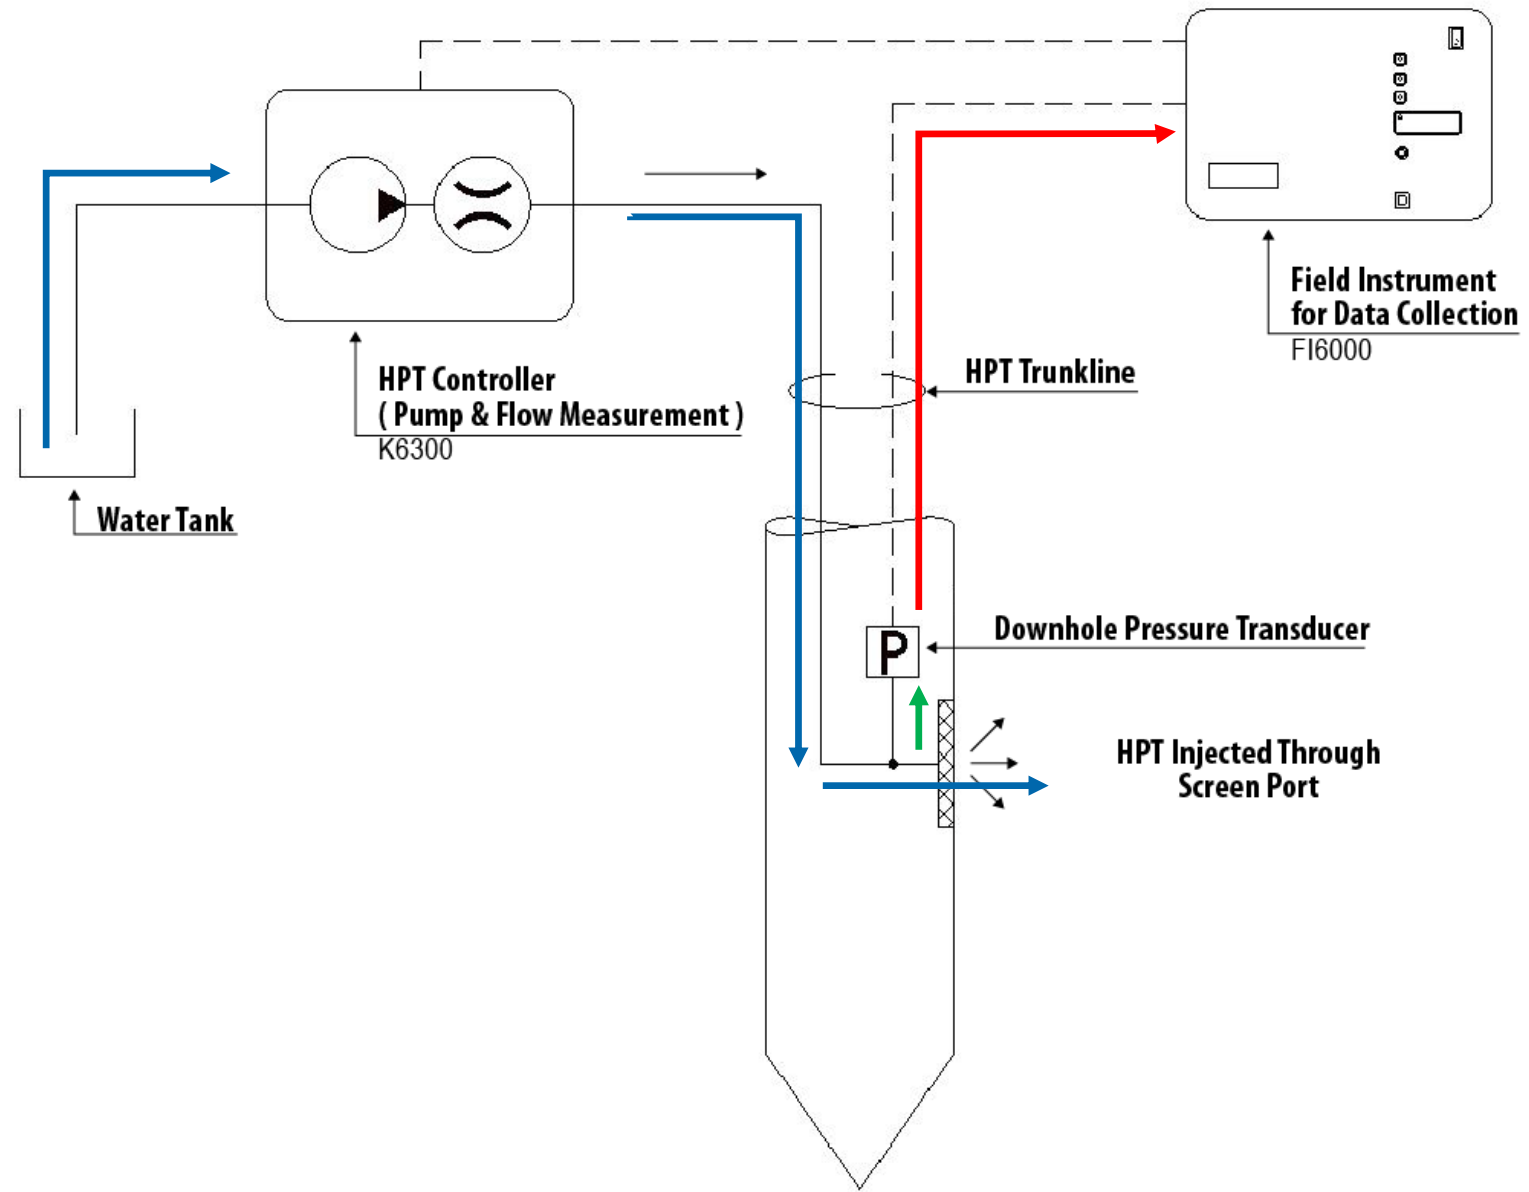 Field Instrument
for Data Collection
FI6000
HPT Trunkline
HPT Controller
( Pump & Flow Measurement )
K6300
Water Tank
P
Downhole Pressure Transducer
HPT Injected Through
Screen Port
D